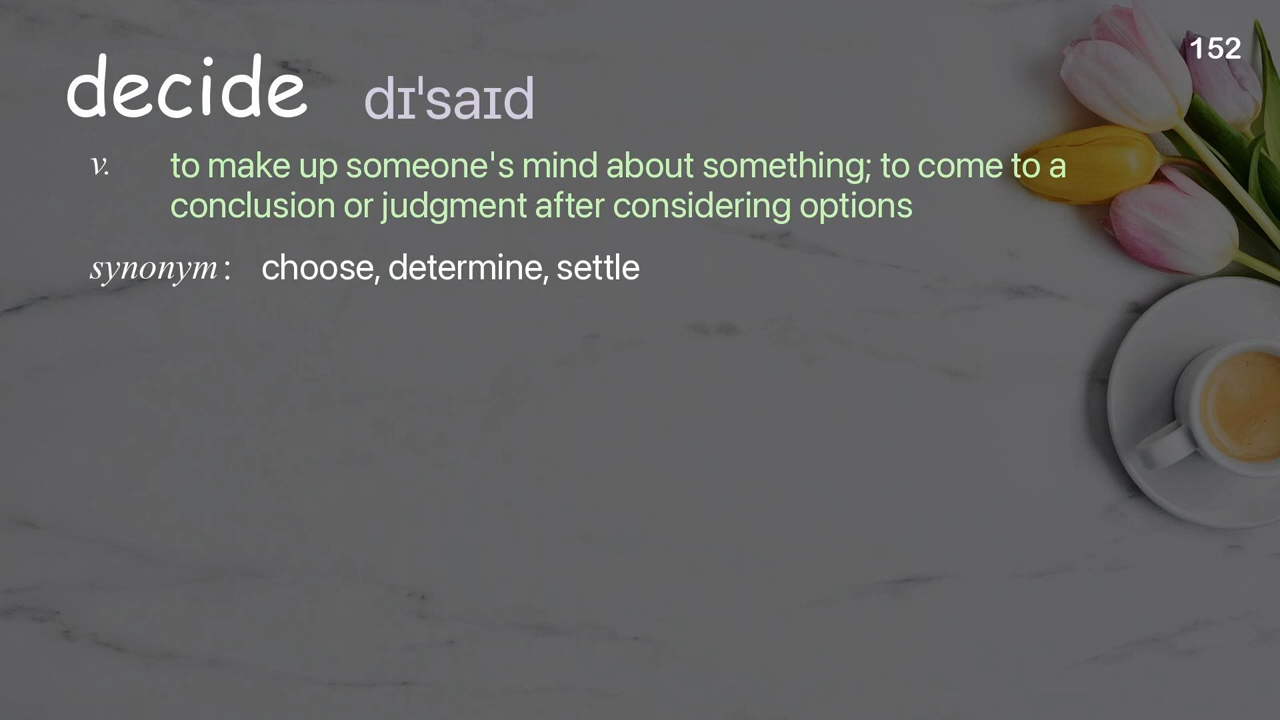 152
decide dɪˈsaɪd
v. to make up someone's mind about something; to come to a
conclusion or judgment after considering options
synonym: choose, determine, settle